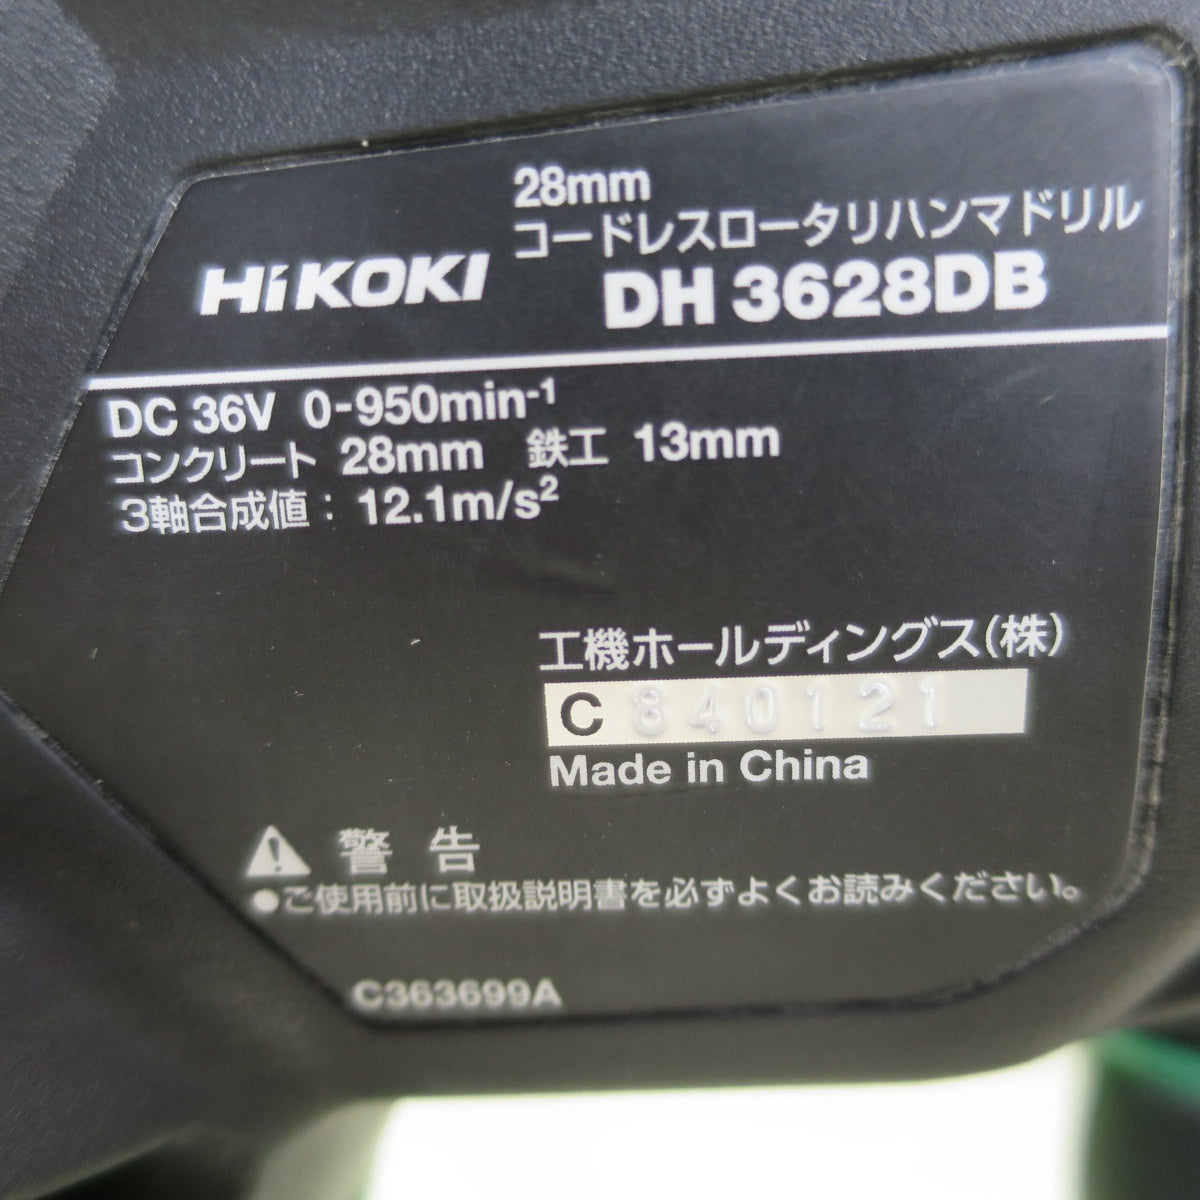 28mm
コードレスロータリハンマドリル
HiKOKI
DH 3628DB
DC 36V 0-950min-1
コンクリート 28mm 鉄工 13mm
3軸合成値：12.1m/s2
工機ホールディングス(株)
C 840121
Made in China
警告
●ご使用前に取扱説明書を必ずよくお読みください。
C363699A